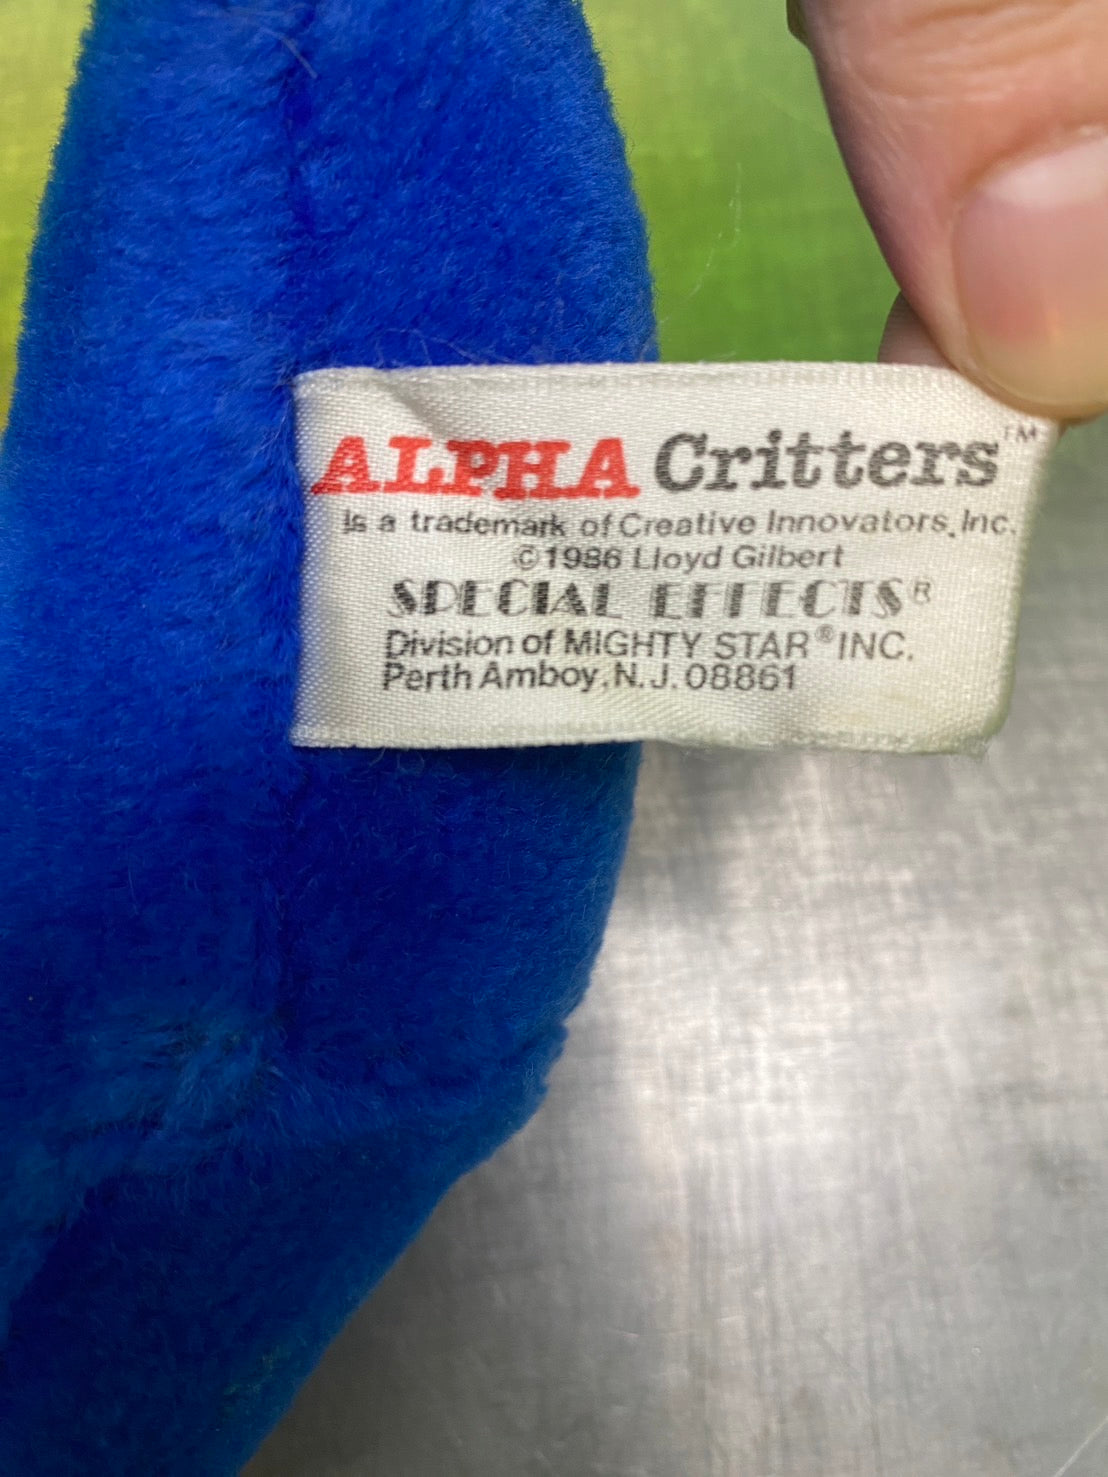 ALPHA Critters™
Is a trademark of Creative Innovators, Inc.
©1986 Lloyd Gilbert
SPECIAL EFFECTS®
Division of MIGHTY STAR® INC.
Perth Amboy, N.J. 08861